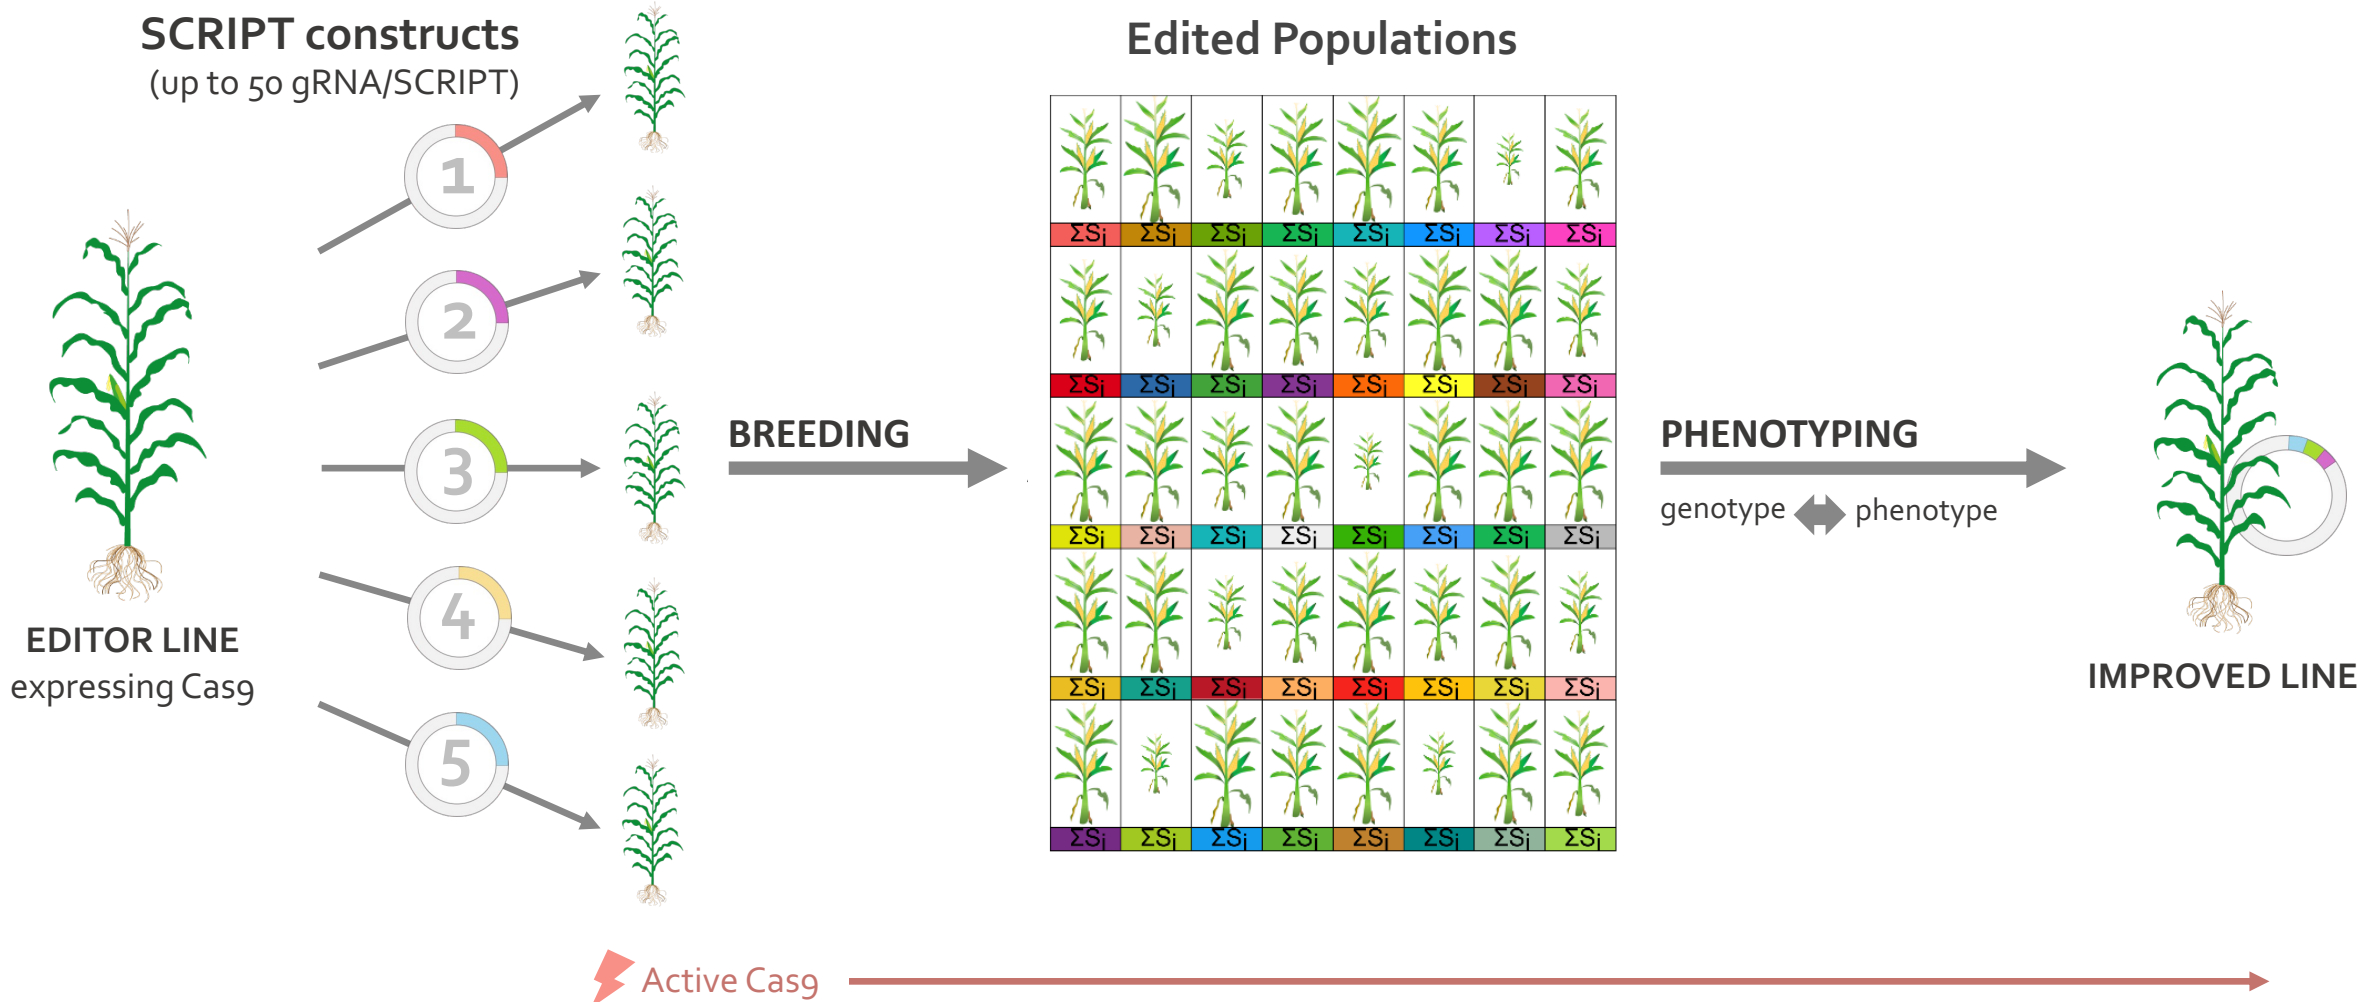 SCRIPT constructs
(up to 50 gRNA/SCRIPT)
1
2
3
4
5
EDITOR LINE
expressing Cas9
BREEDING
Edited Populations
ΣSi ΣSi ΣSi ΣSi ΣSi ΣSi ΣSi ΣSi
ΣSi ΣSi ΣSi ΣSi ΣSi ΣSi ΣSi ΣSi
ΣSi ΣSi ΣSi ΣSi ΣSi ΣSi ΣSi ΣSi
ΣSi ΣSi ΣSi ΣSi ΣSi ΣSi ΣSi ΣSi
ΣSi ΣSi ΣSi ΣSi ΣSi ΣSi ΣSi ΣSi
PHENOTYPING
genotype phenotype
IMPROVED LINE
Active Cas9